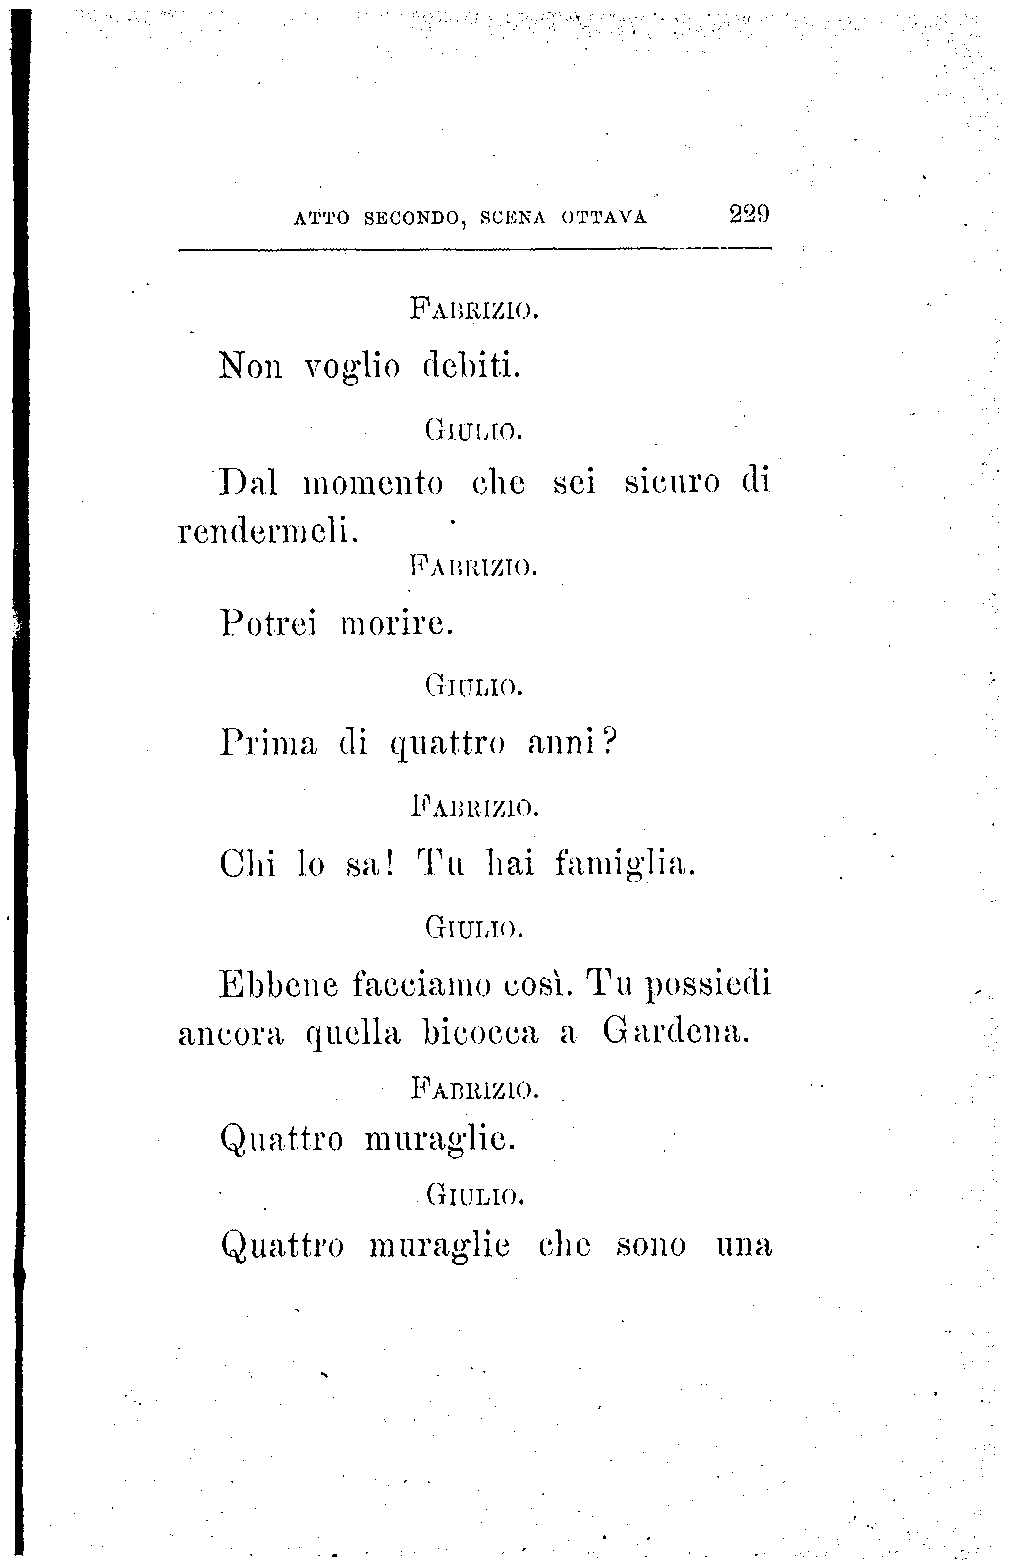 ATTO SECONDO, SCENA OTTAVA 229
FABRIZIO.
Non voglio debiti.
GIULIO.
Dal momento che sei sicuro di
rendermeli.
FABRIZIO.
Potrei morire.
GIULIO.
Prima di quattro anni?
FABRIZIO.
Chi lo sa! Tu hai famiglia.
GIULIO.
Ebbene facciamo così. Tu possiedi
ancora quella bicocca a Gardena.
FABRIZIO.
Quattro muraglie.
GIULIO.
Quattro muraglie che sono una